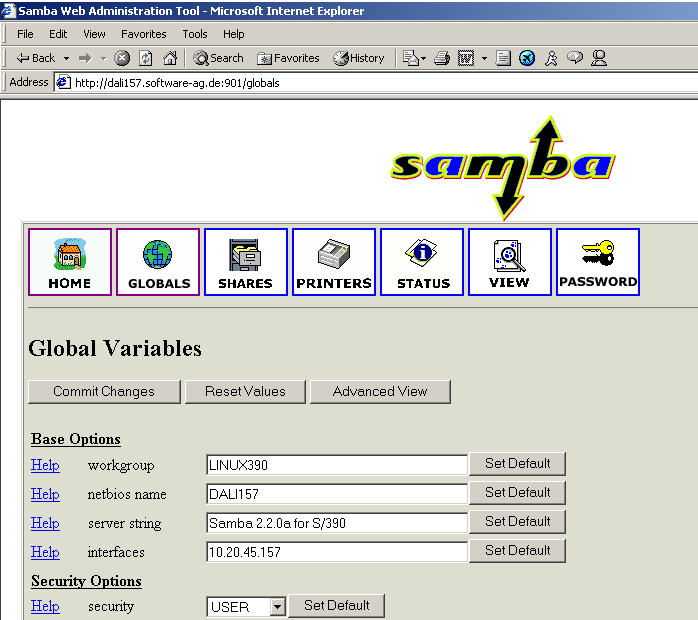 Samba Web Administration Tool - Microsoft Internet Explorer
File Edit View Favorites Tools Help
Back Search Favorites History
Address http://dali157.software-ag.de:901/globals
samba
HOME GLOBALS SHARES PRINTERS STATUS VIEW PASSWORD
Global Variables
Commit Changes Reset Values Advanced View
Base Options
Help workgroup LINUX390 Set Default
Help netbios name DALI157 Set Default
Help server string Samba 2.2.0a for S/390 Set Default
Help interfaces 10.20.45.157 Set Default
Security Options
Help security USER Set Default